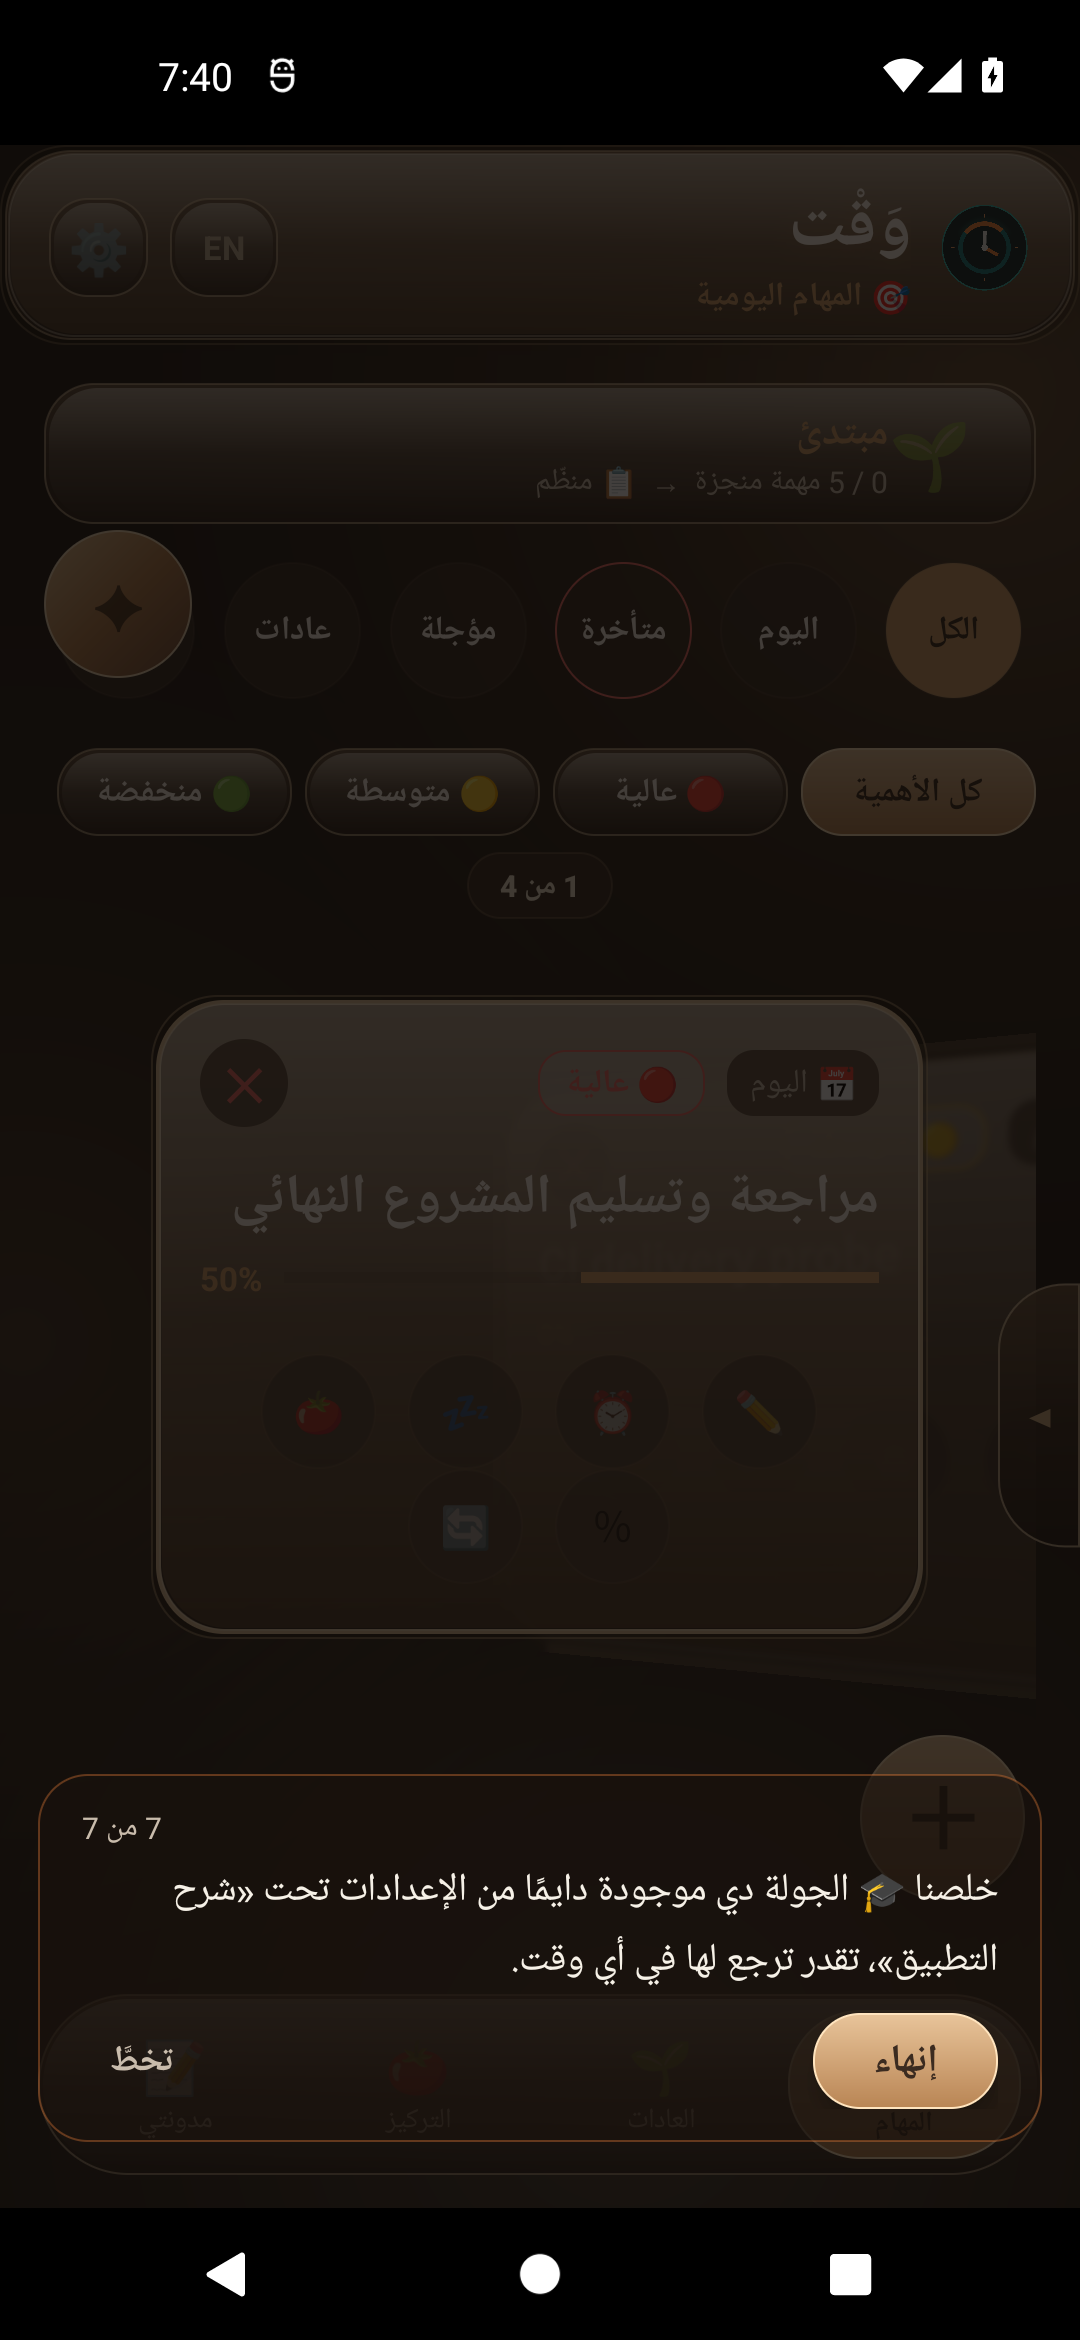 7:40
وَقْت
EN
🎯 المهام اليومية
مبتدئ
0 / 5 مهمة منجزة → 📋 منظّم
الكل
اليوم
متأخرة
مؤجلة
عادات
كل الأهمية
🔴 عالية
🟡 متوسطة
🟢 منخفضة
1 من 4
📅 اليوم
🔴 عالية
مراجعة وتسليم المشروع النهائي
50%
%
7 من 7
خلصنا 🎓 الجولة دي موجودة دايمًا من الإعدادات تحت «شرح
التطبيق»، تقدر ترجع لها في أي وقت.
إنهاء
تخطَّ
المهام
العادات
التركيز
مدونتي